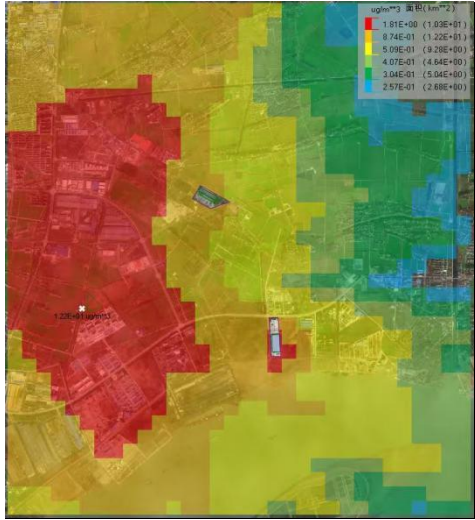 ug/m**3 面积(km**2)
1.81E+00 (1.03E+01)
8.74E-01 (1.22E+01)
5.09E-01 (9.28E+00)
4.07E-01 (4.64E+00)
3.04E-01 (5.04E+00)
2.57E-01 (2.68E+00)